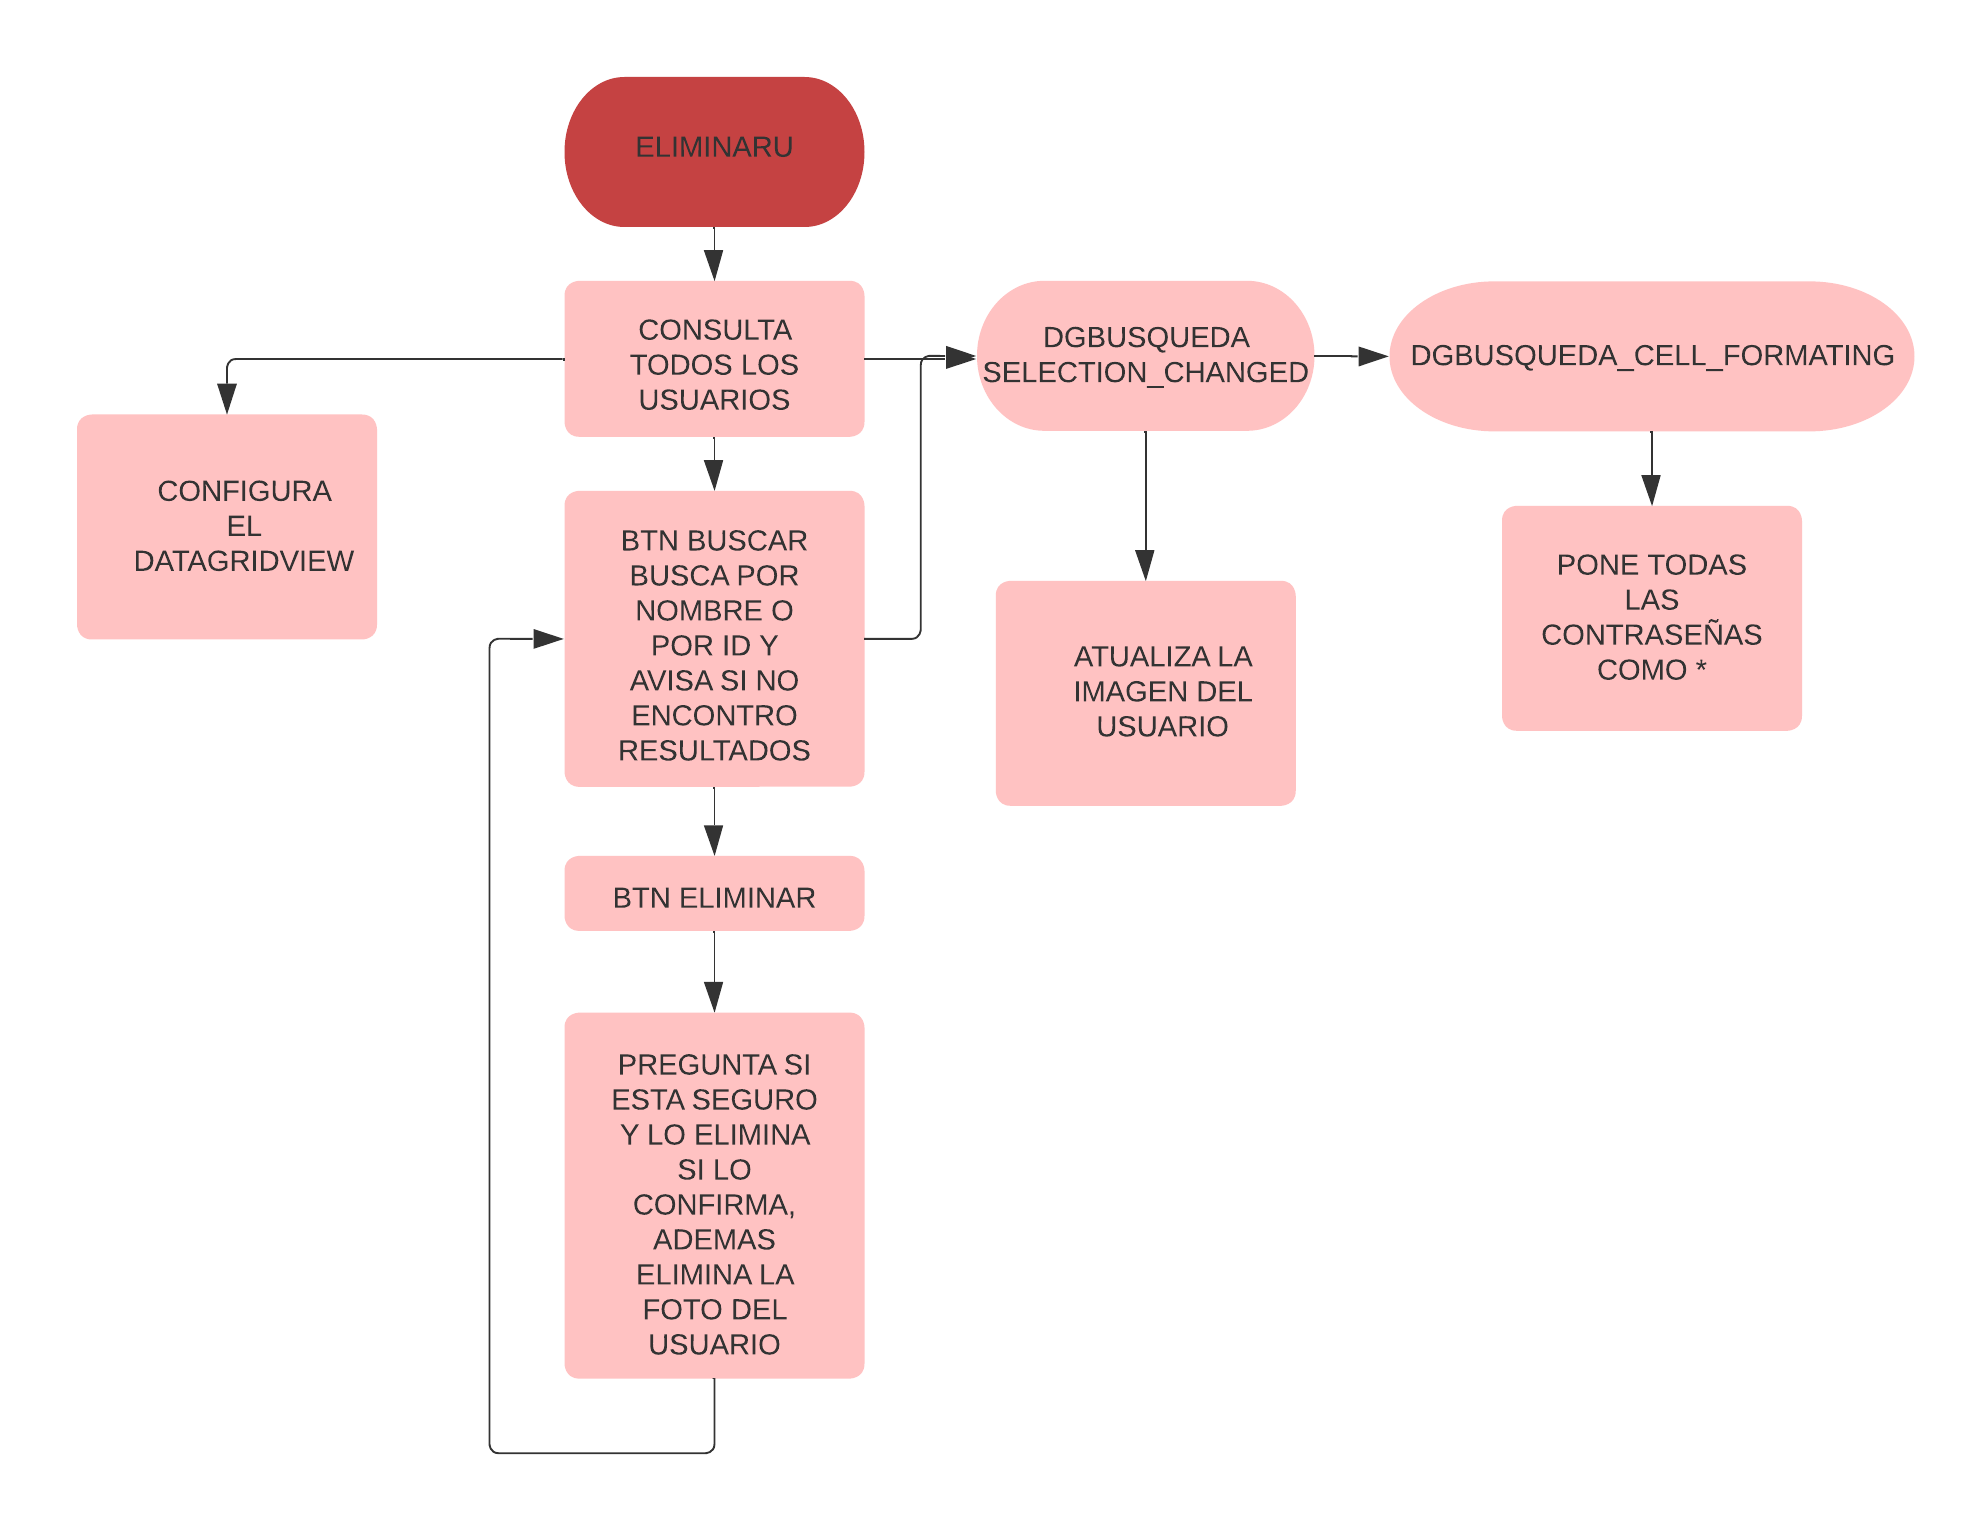 ELIMINARU
CONSULTA
TODOS LOS
USUARIOS
DGBUSQUEDA
SELECTION_CHANGED
DGBUSQUEDA_CELL_FORMATING
CONFIGURA
EL
DATAGRIDVIEW
BTN BUSCAR
BUSCA POR
NOMBRE O
POR ID Y
AVISA SI NO
ENCONTRO
RESULTADOS
ATUALIZA LA
IMAGEN DEL
USUARIO
PONE TODAS
LAS
CONTRASEÑAS
COMO *
BTN ELIMINAR
PREGUNTA SI
ESTA SEGURO
Y LO ELIMINA
SI LO
CONFIRMA,
ADEMAS
ELIMINA LA
FOTO DEL
USUARIO